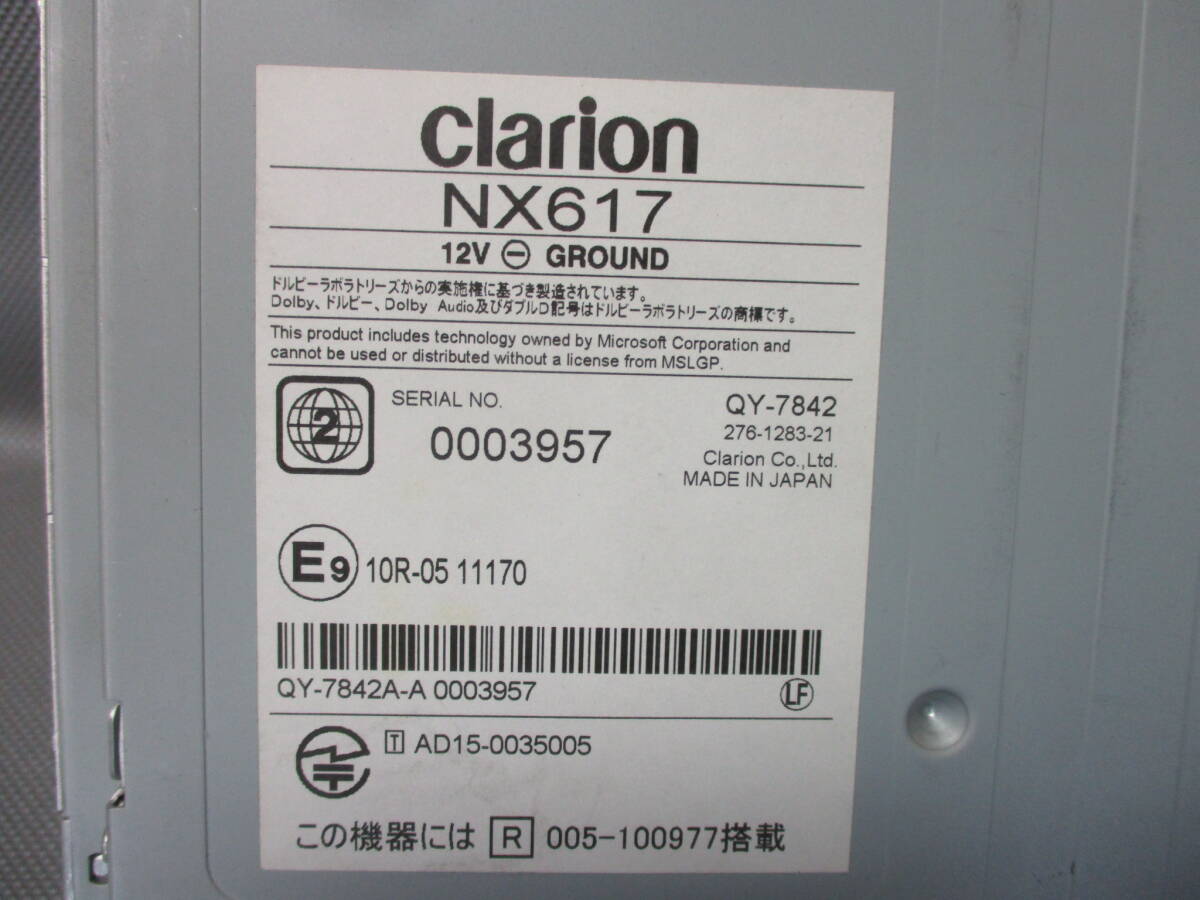 clarion
NX617
12V ⊖ GROUND
ドルビーラボラトリーズからの実施権に基づき製造されています。
Dolby、ドルビー、Dolby Audio及びダブルD記号はドルビーラボラトリーズの商標です。
This product includes technology owned by Microsoft Corporation and
cannot be used or distributed without a license from MSLGP.
2
SERIAL NO.
0003957
QY-7842
276-1283-21
Clarion Co.,Ltd.
MADE IN JAPAN
E9 10R-05 11170
QY-7842A-A 0003957
LF
T AD15-0035005
この機器には R 005-100977搭載